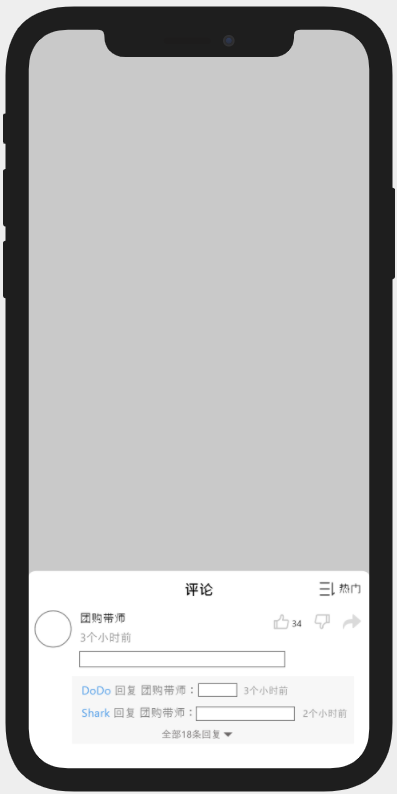 评论
热门
团购带师
34
3个小时前
DoDo 回复 团购带师： 3个小时前
Shark 回复 团购带师： 2个小时前
全部18条回复